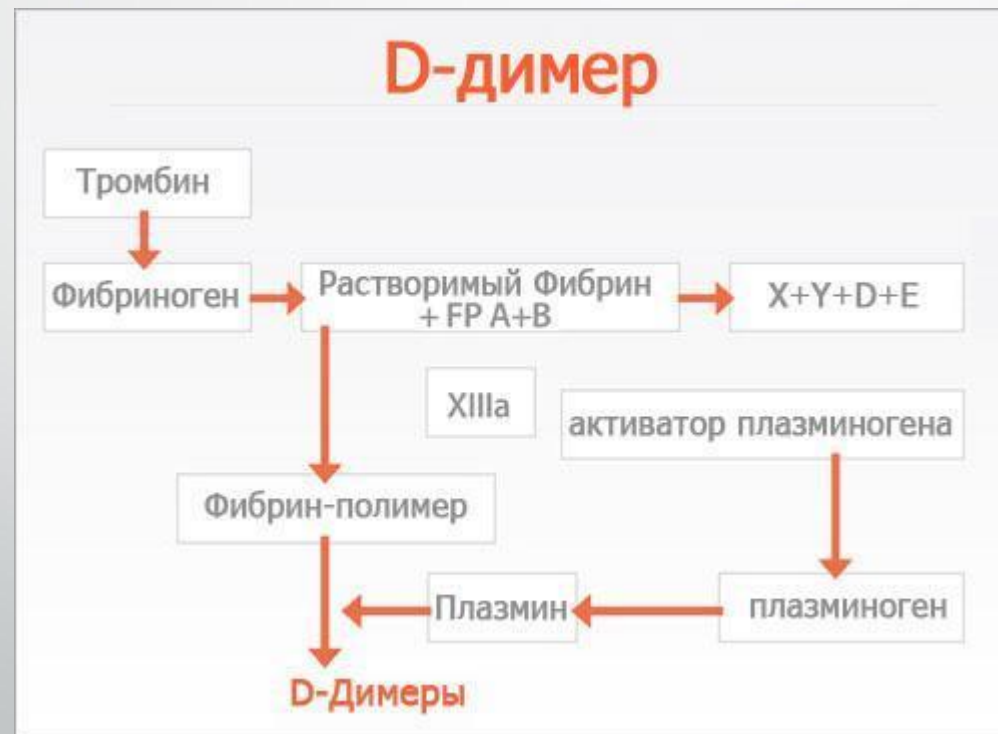 D-димер
Тромбин
Фибриноген
Растворимый Фибрин
+ FP A+B
X+Y+D+E
XIIIa
активатор плазминогена
Фибрин-полимер
Плазмин
плазминоген
D-Димеры